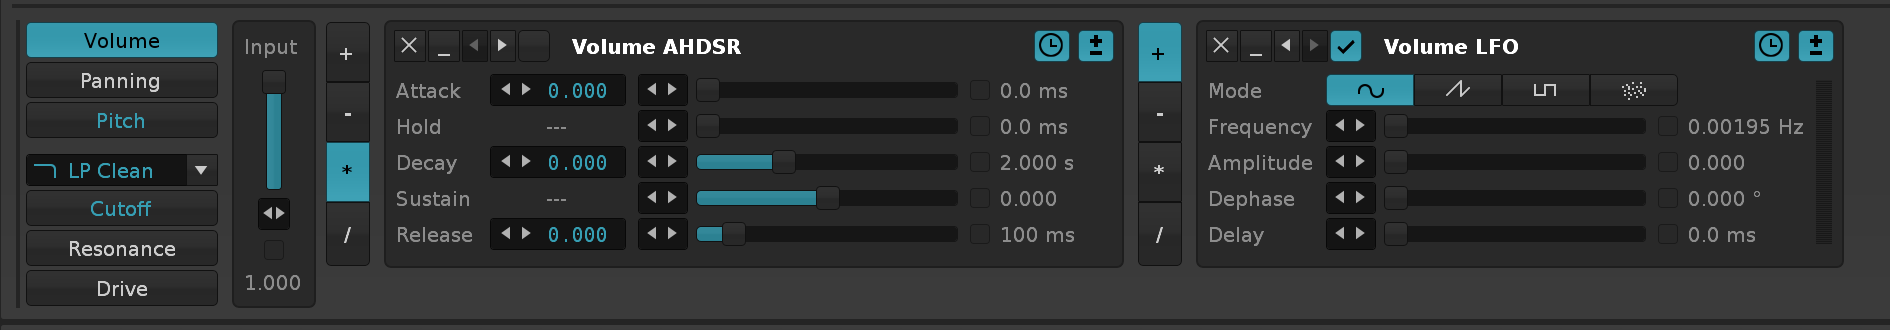 Volume
Panning
Pitch
LP Clean
Cutoff
Resonance
Drive
Input
1.000
+
-
*
/
Volume AHDSR
Attack 0.000 0.0 ms
Hold --- 0.0 ms
Decay 0.000 2.000 s
Sustain --- 0.000
Release 0.000 100 ms
+
-
*
/
Volume LFO
Mode
Frequency 0.00195 Hz
Amplitude 0.000
Dephase 0.000 °
Delay 0.0 ms